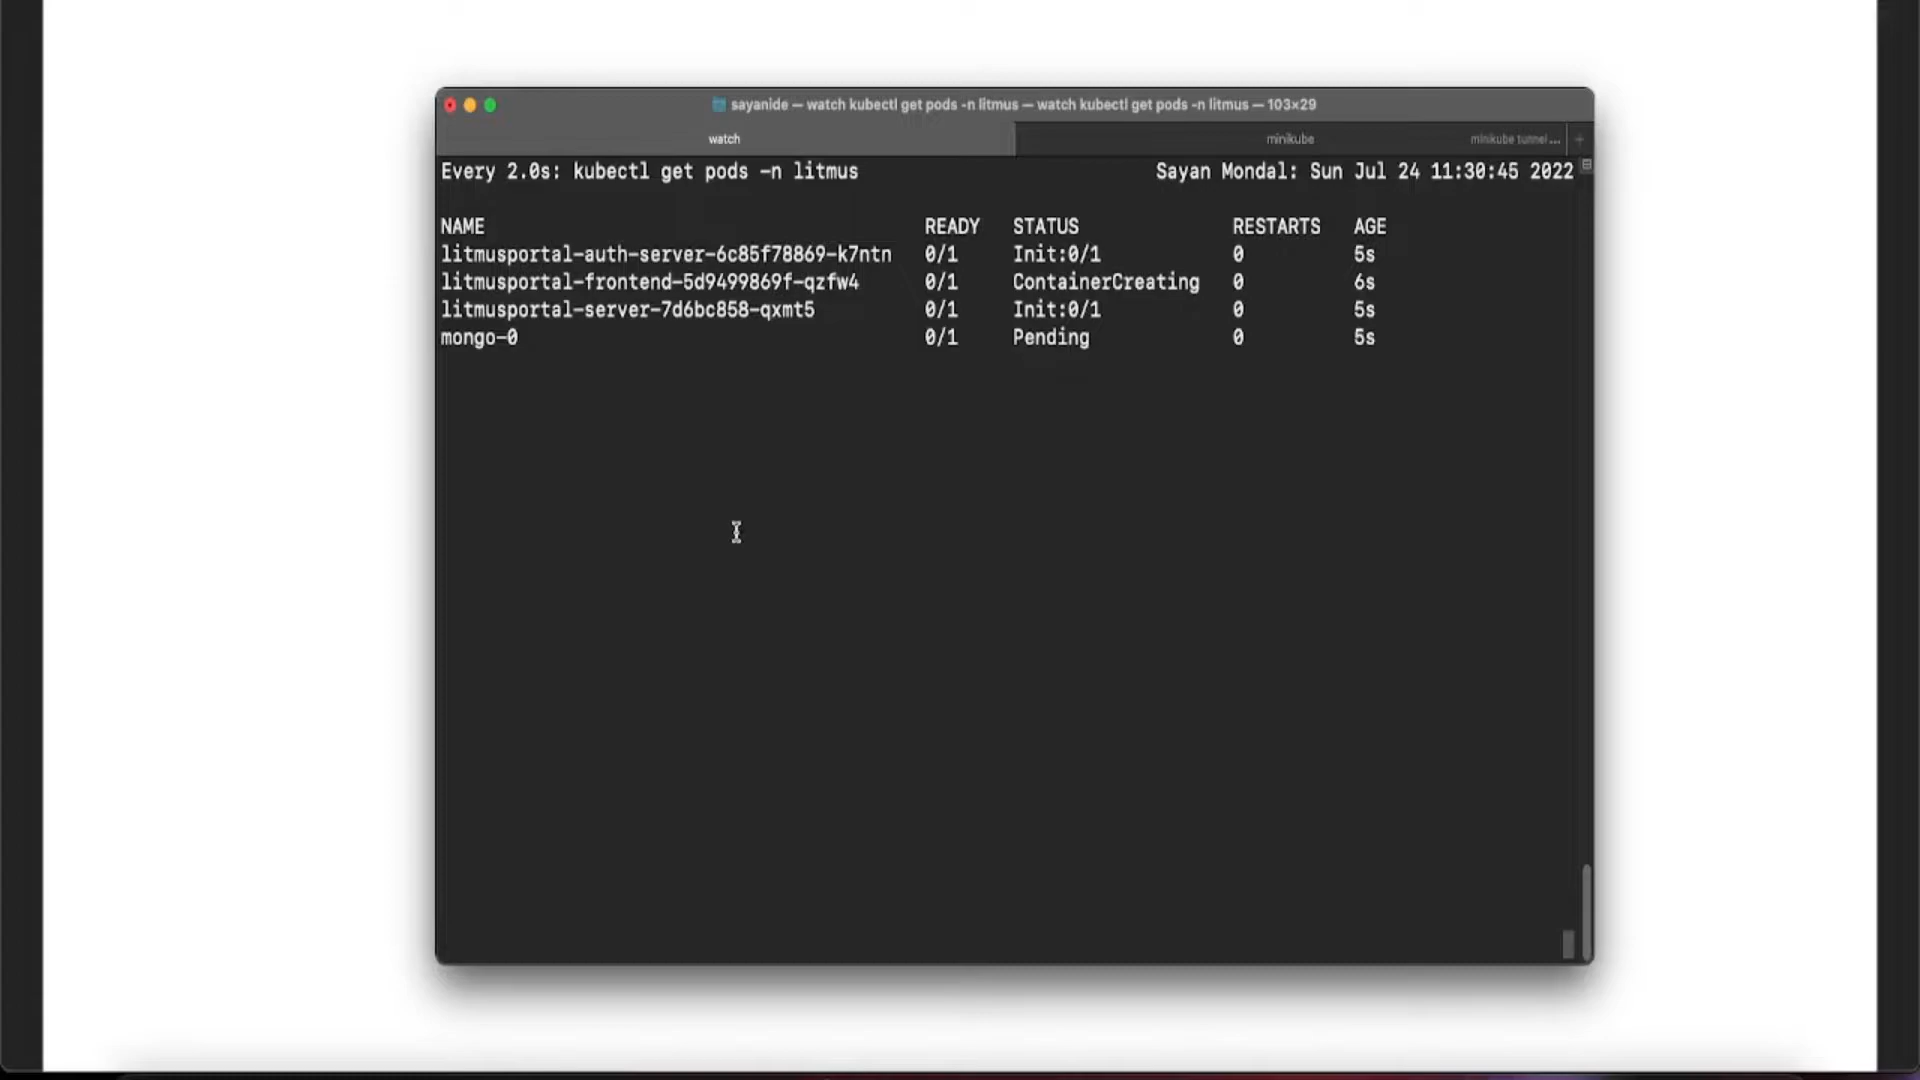 sayanide — watch kubectl get pods -n litmus — watch kubectl get pods -n litmus — 103×29
watch minikube minikube tunnel ... +
Every 2.0s: kubectl get pods -n litmus Sayan Mondal: Sun Jul 24 11:30:45 2022
NAME READY STATUS RESTARTS AGE
litmusportal-auth-server-6c85f78869-k7ntn 0/1 Init:0/1 0 5s
litmusportal-frontend-5d9499869f-qzfw4 0/1 ContainerCreating 0 6s
litmusportal-server-7d6bc858-qxmt5 0/1 Init:0/1 0 5s
mongo-0 0/1 Pending 0 5s